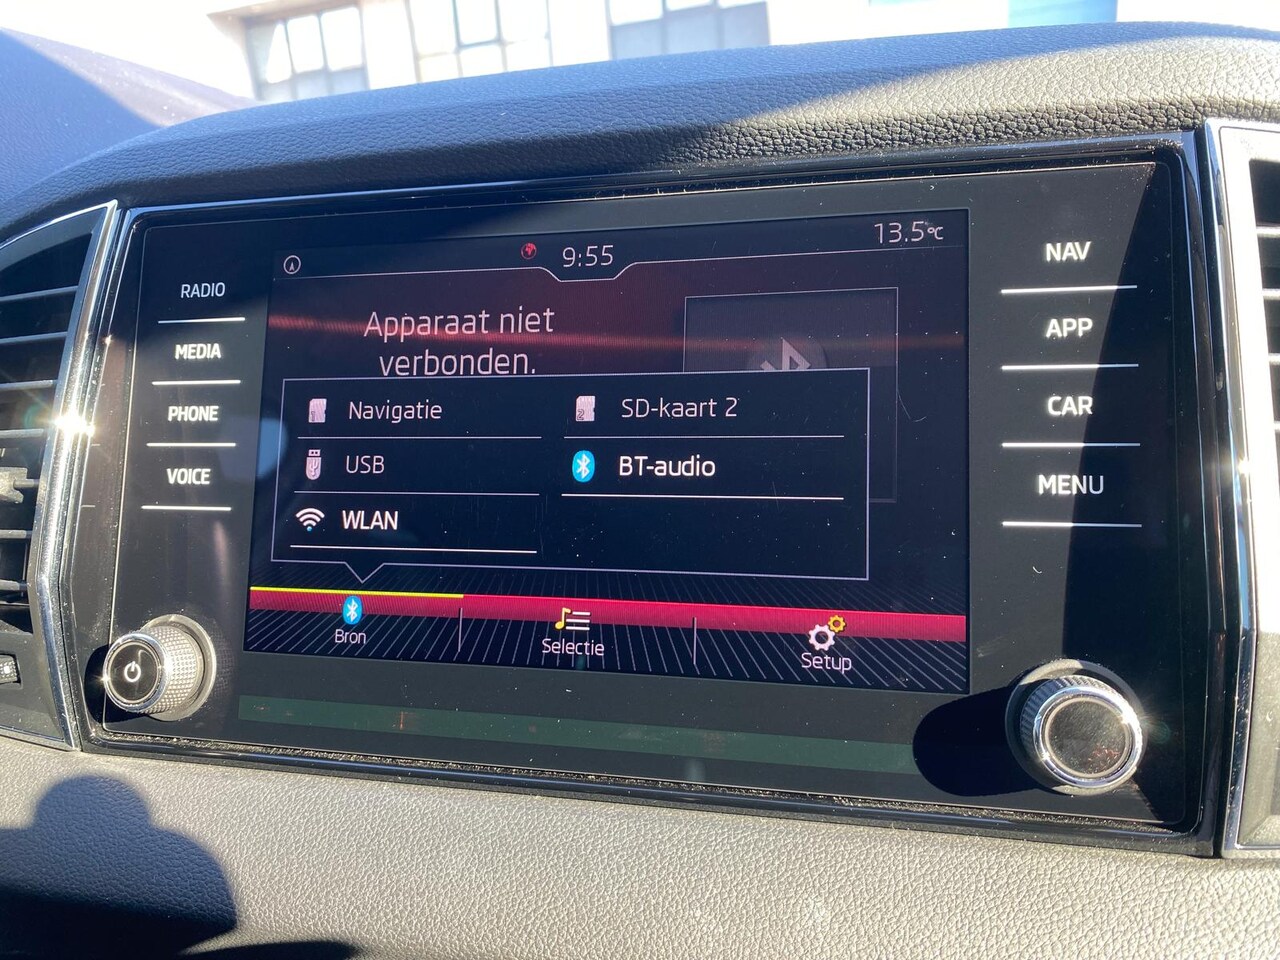 9:55
13.5°C
Apparaat niet
verbonden.
Navigatie
SD-kaart 2
USB
BT-audio
WLAN
Bron
Selectie
Setup
RADIO
MEDIA
PHONE
VOICE
NAV
APP
CAR
MENU